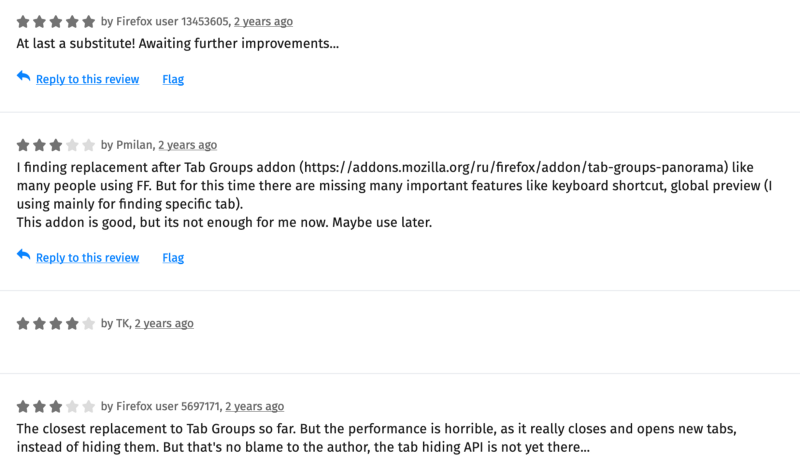 by Firefox user 13453605, 2 years ago
At last a substitute! Awaiting further improvements...
Reply to this review Flag
by Pmilan, 2 years ago
I finding replacement after Tab Groups addon (https://addons.mozilla.org/ru/firefox/addon/tab-groups-panorama) like
many people using FF. But for this time there are missing many important features like keyboard shortcut, global preview (I
using mainly for finding specific tab).
This addon is good, but its not enough for me now. Maybe use later.
Reply to this review Flag
by TK, 2 years ago
by Firefox user 5697171, 2 years ago
The closest replacement to Tab Groups so far. But the performance is horrible, as it really closes and opens new tabs,
instead of hiding them. But that's no blame to the author, the tab hiding API is not yet there...